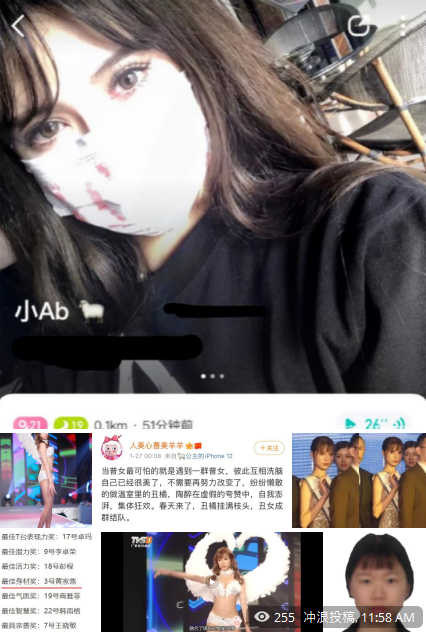 小Ab 🐑
21 19 0.1km · 51分钟前 26"
人美心善英羊羊
+关注
1-27 00:08 来自🐑公主的iPhone 12
当普女最可怕的就是遇到一群普女，彼此互相洗脑
自己已经很美了，不需要再努力改变了，纷纷懒散
的做温室里的丑橘，陶醉在虚假的夸赞中，自我澎
湃，集体狂欢。春天来了，丑橘挂满枝头，丑女成
群结队。
最佳T台表现力奖：17号卓玛
最佳潜力奖：9号李卓荣
最佳活力奖：18号彭程
最佳身材奖：3号黄家燕
最佳气质奖：19号商雅菲
最佳智慧奖：22号韩雨格
最具亲善奖：7号王晓敏
TVS1
255 冲浪投稿, 11:58 AM